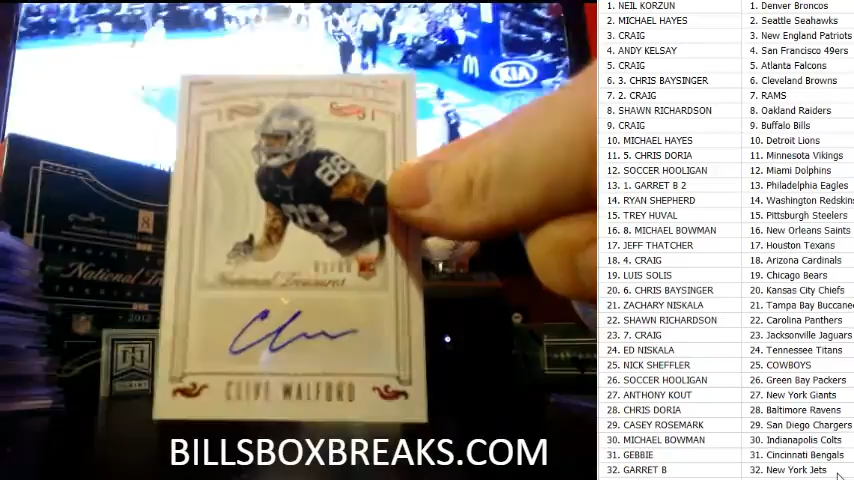 KIA
88
88
8
National Treasures
National Tr
2012
CLIVE WALFORD
BILLSBOXBREAKS.COM
1. NEIL KORZUN 1. Denver Broncos
2. MICHAEL HAYES 2. Seattle Seahawks
3. CRAIG 3. New England Patriots
4. ANDY KELSAY 4. San Francisco 49ers
5. CRAIG 5. Atlanta Falcons
6. 3. CHRIS BAYSINGER 6. Cleveland Browns
7. 2. CRAIG 7. RAMS
8. SHAWN RICHARDSON 8. Oakland Raiders
9. CRAIG 9. Buffalo Bills
10. MICHAEL HAYES 10. Detroit Lions
11. 5. CHRIS DORIA 11. Minnesota Vikings
12. SOCCER HOOLIGAN 12. Miami Dolphins
13. 1. GARRET B 2 13. Philadelphia Eagles
14. RYAN SHEPHERD 14. Washington Redskin
15. TREY HUVAL 15. Pittsburgh Steelers
16. 8. MICHAEL BOWMAN 16. New Orleans Saints
17. JEFF THATCHER 17. Houston Texans
18. 4. CRAIG 18. Arizona Cardinals
19. LUIS SOLIS 19. Chicago Bears
20. 6. CHRIS BAYSINGER 20. Kansas City Chiefs
21. ZACHARY NISKALA 21. Tampa Bay Buccanee
22. SHAWN RICHARDSON 22. Carolina Panthers
23. 7. CRAIG 23. Jacksonville Jaguars
24. ED NISKALA 24. Tennessee Titans
25. NICK SHEFFLER 25. COWBOYS
26. SOCCER HOOLIGAN 26. Green Bay Packers
27. ANTHONY KOUT 27. New York Giants
28. CHRIS DORIA 28. Baltimore Ravens
29. CASEY ROSEMARK 29. San Diego Chargers
30. MICHAEL BOWMAN 30. Indianapolis Colts
31. GEBBIE 31. Cincinnati Bengals
32. GARRET B 32. New York Jets